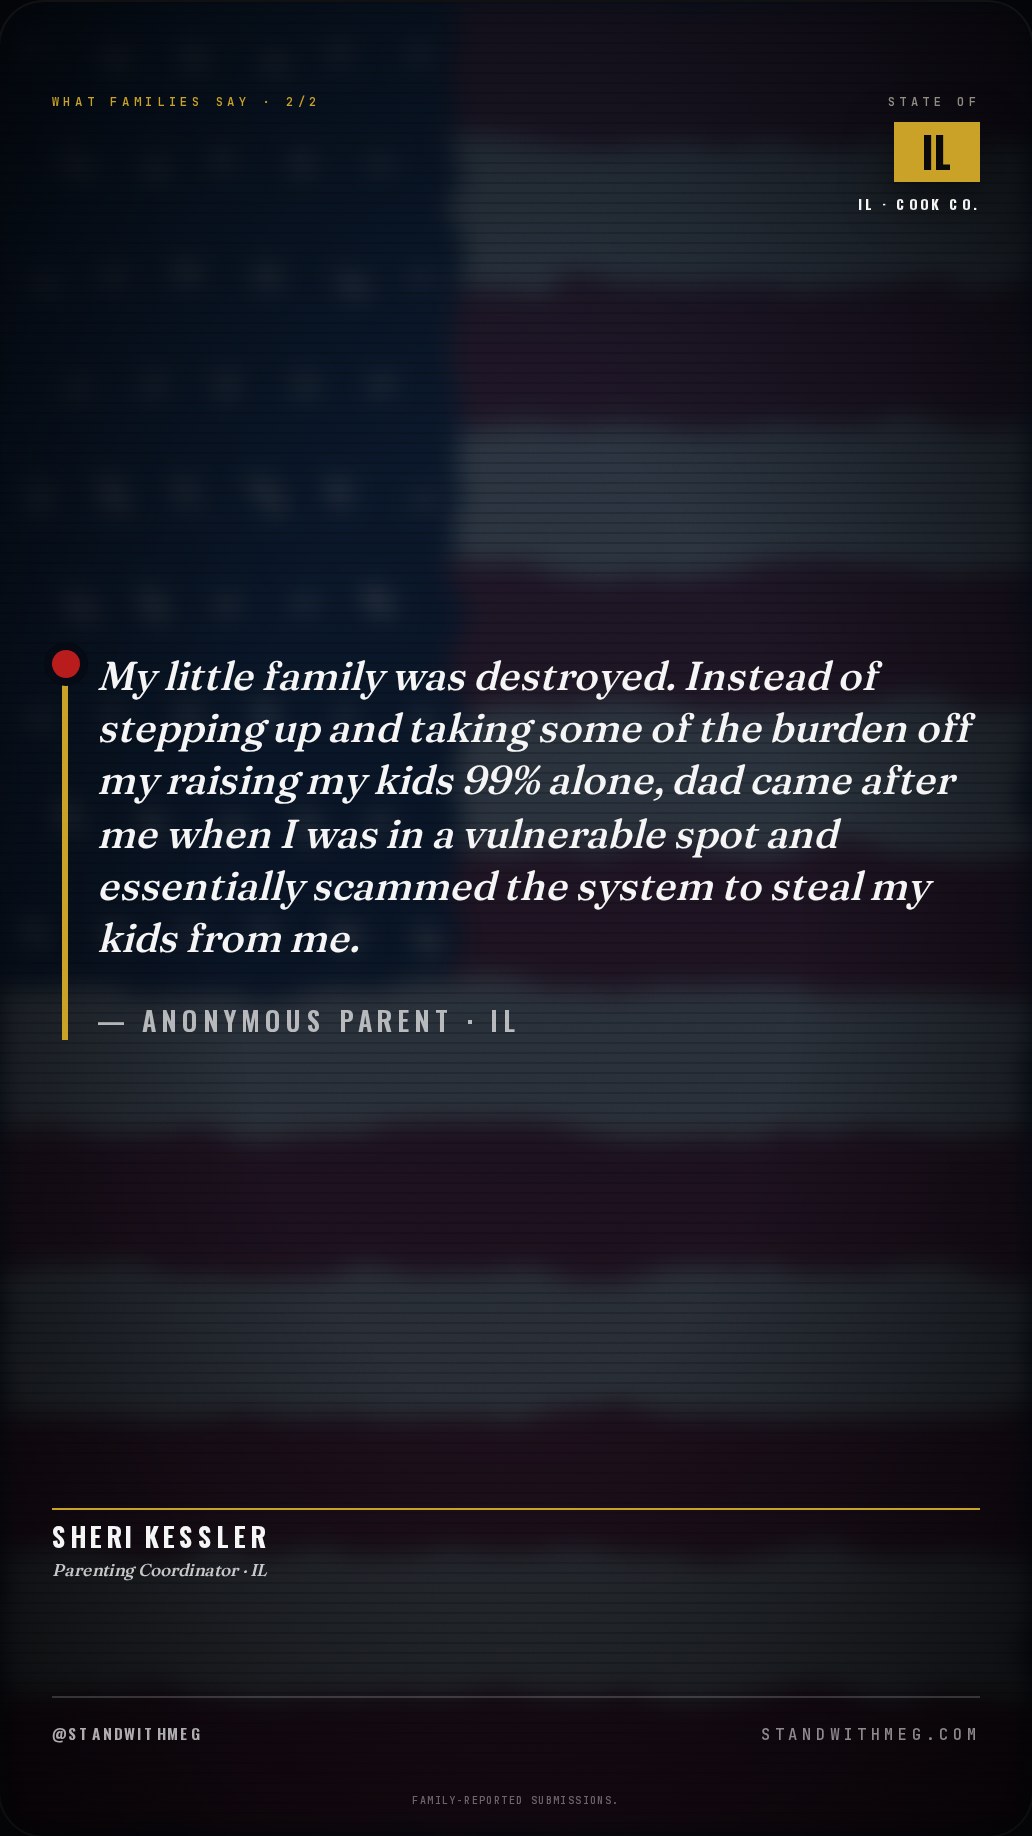 WHAT FAMILIES SAY · 2/2
STATE OF
IL
IL · COOK CO.
My little family was destroyed. Instead of
stepping up and taking some of the burden off
my raising my kids 99% alone, dad came after
me when I was in a vulnerable spot and
essentially scammed the system to steal my
kids from me.
— ANONYMOUS PARENT · IL
SHERI KESSLER
Parenting Coordinator · IL
@STANDWITHMEG
STANDWITHMEG.COM
FAMILY-REPORTED SUBMISSIONS.